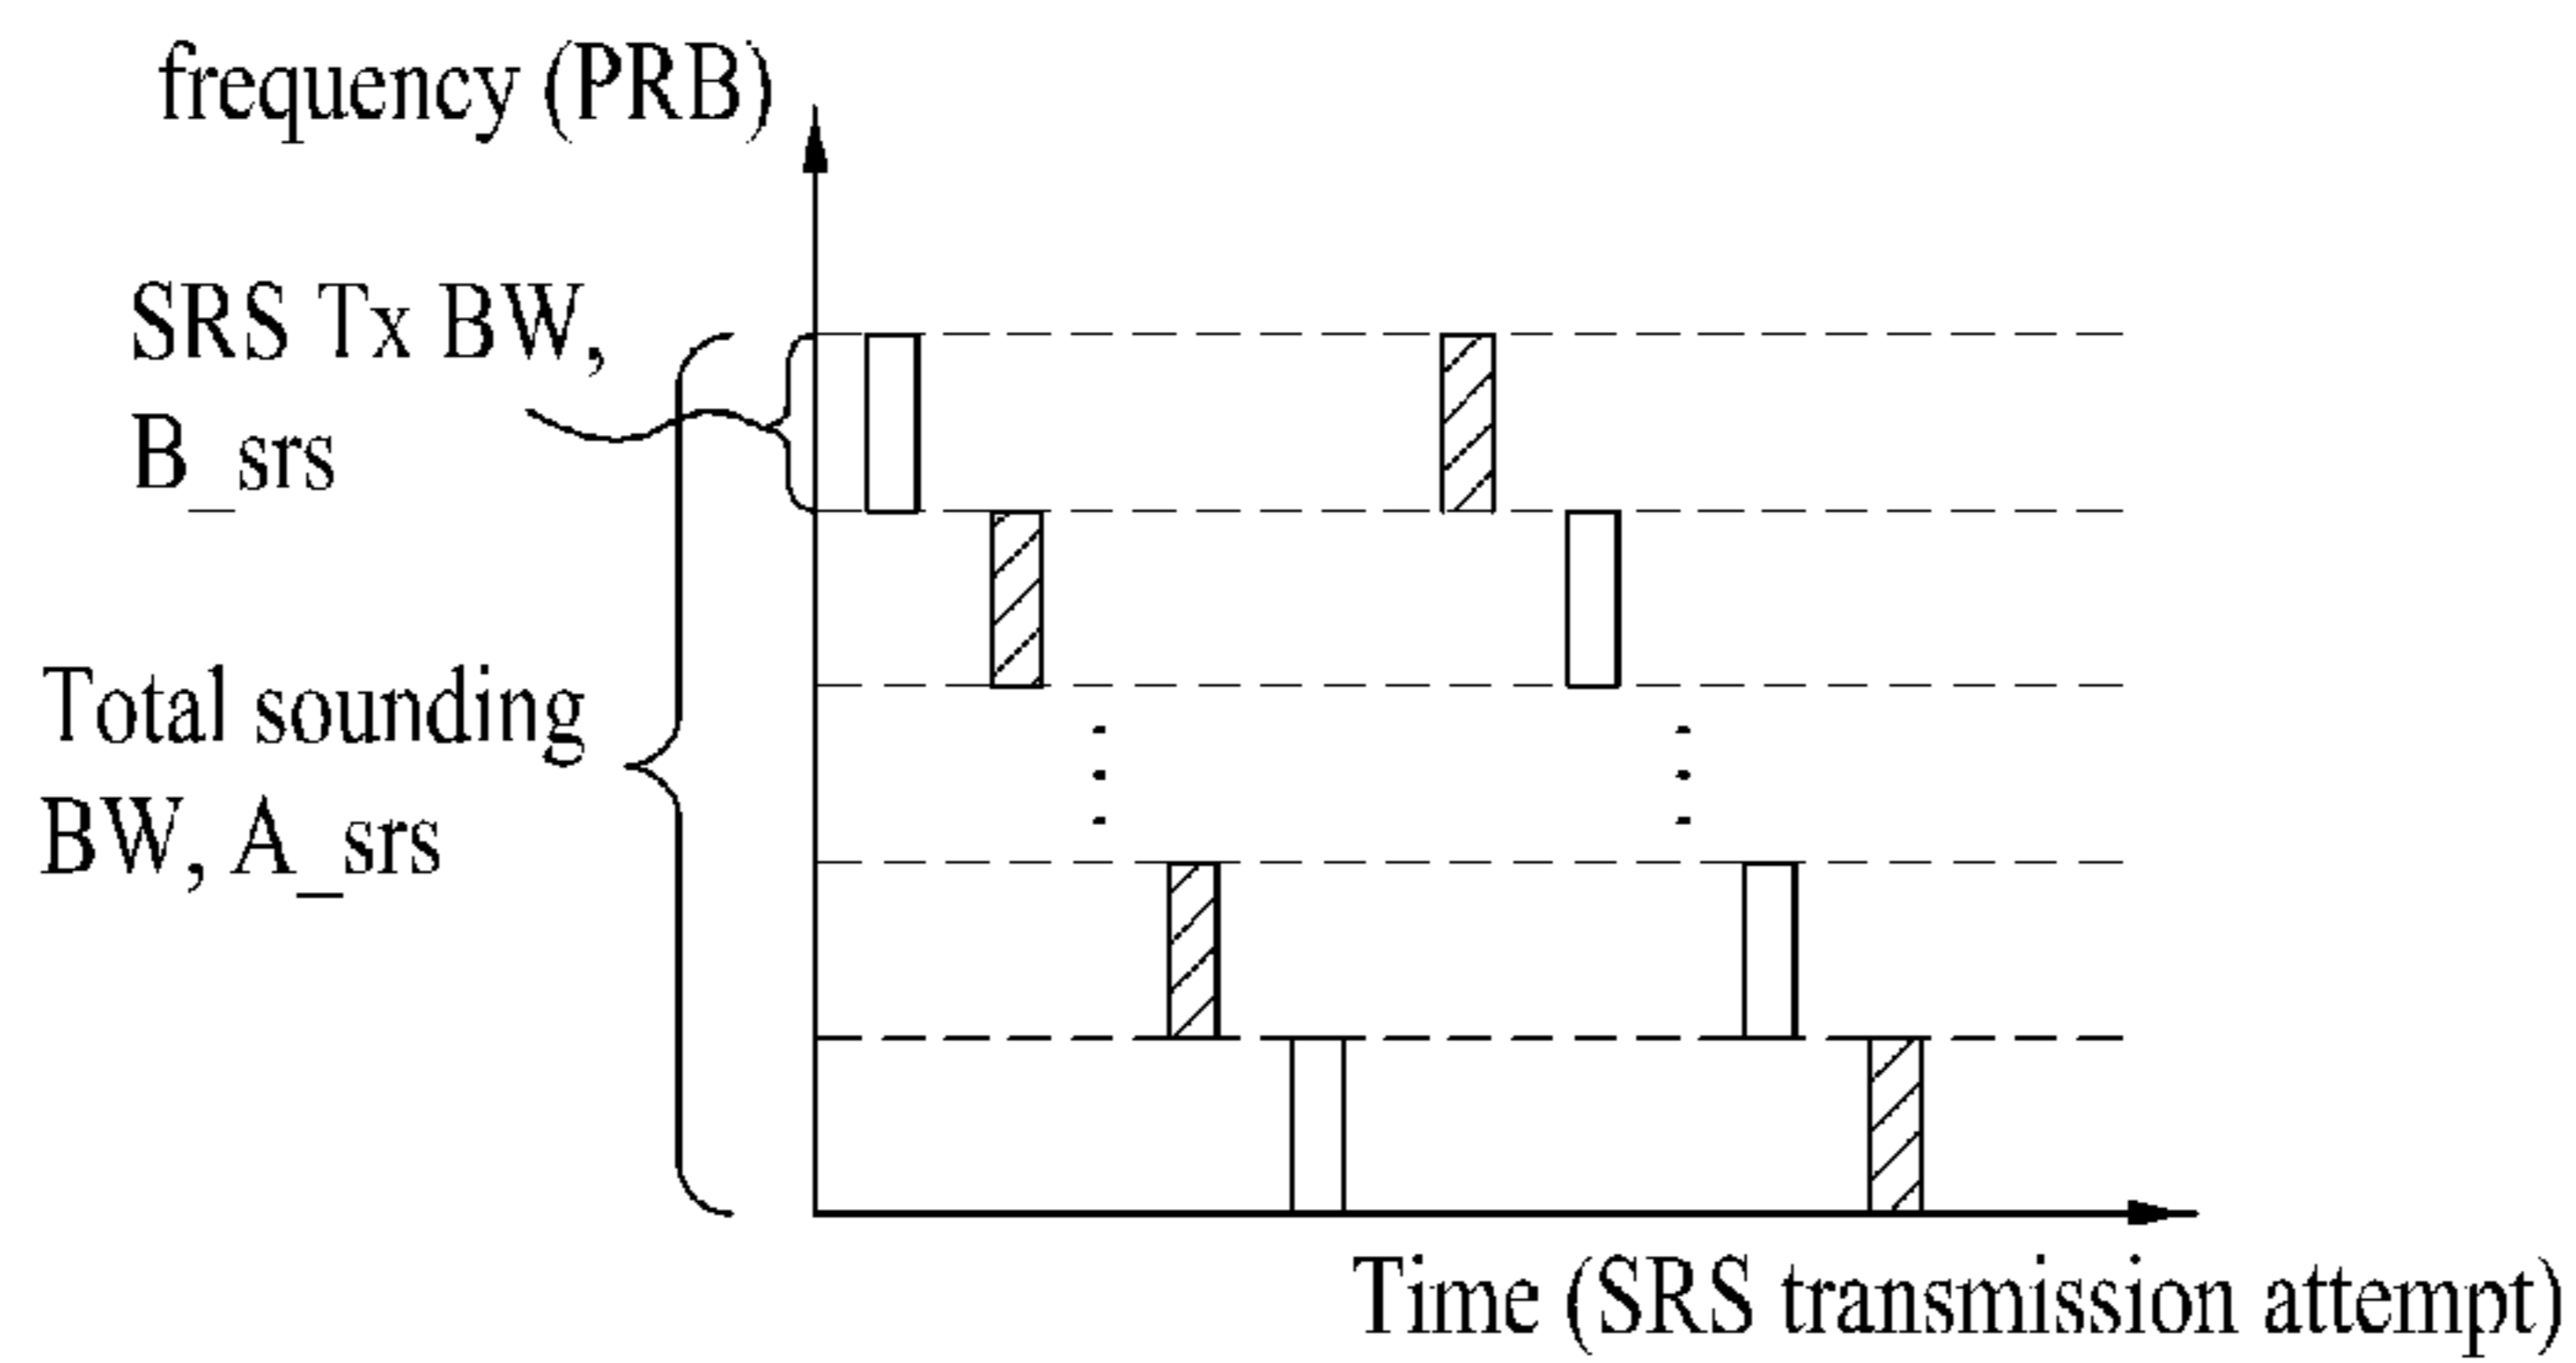 frequency (PRB)
SRS Tx BW,
B_srs
Total sounding
BW, A_srs
Time (SRS transmission attempt)